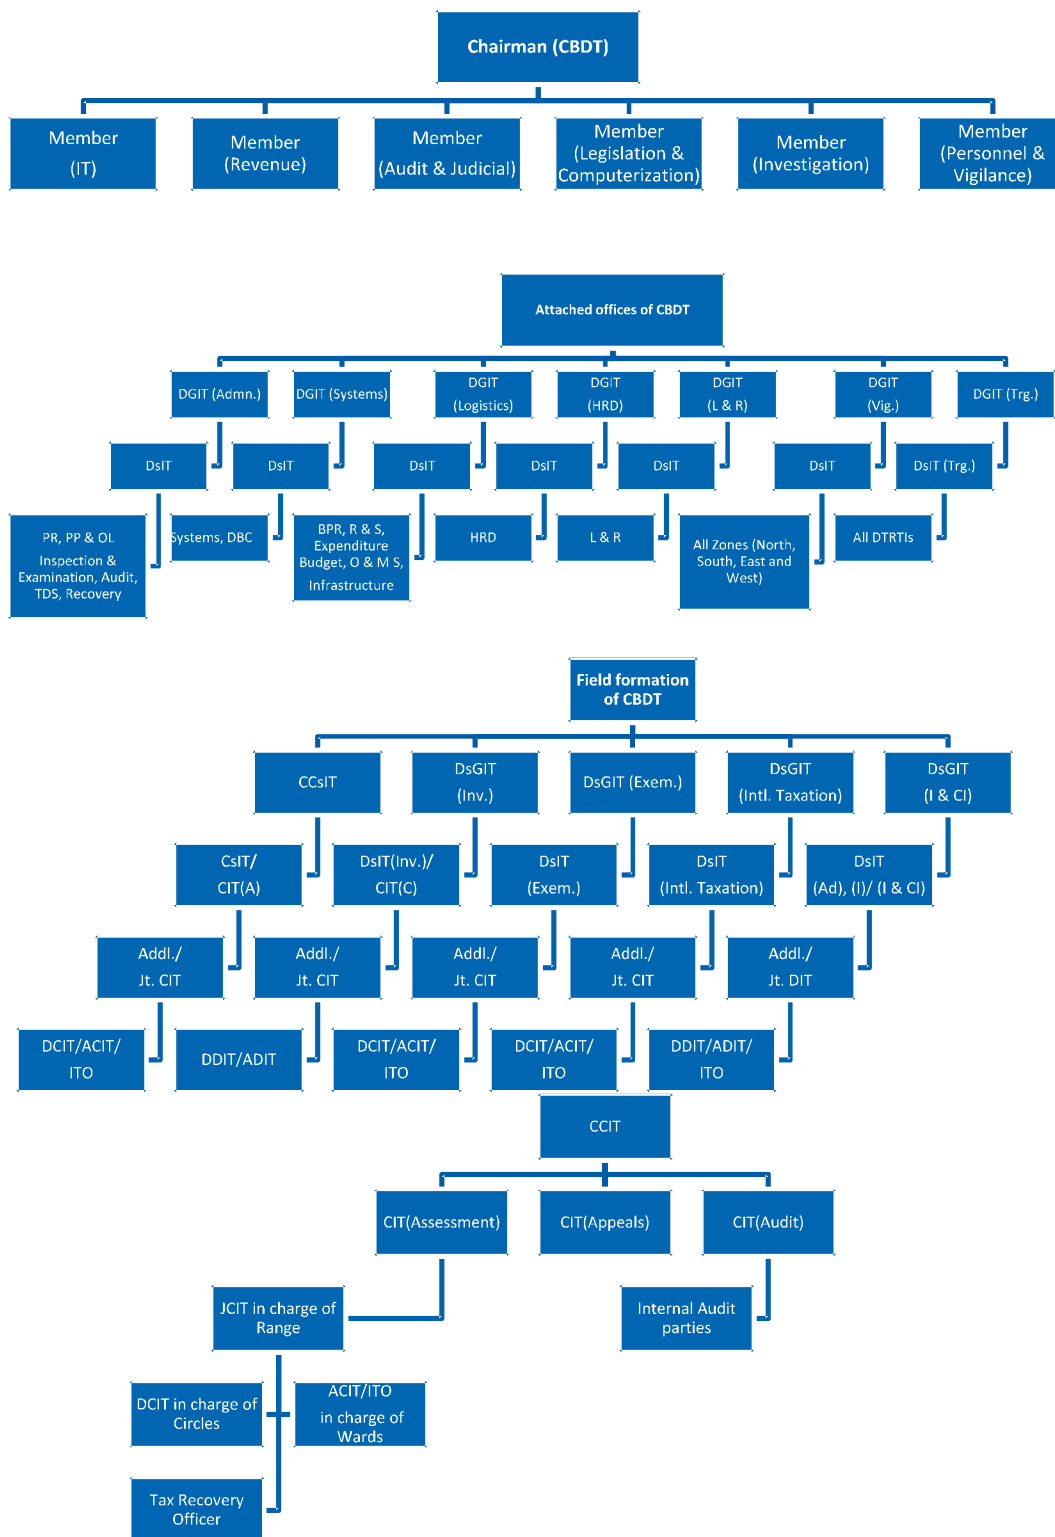 Chairman (CBDT)
Member
(IT)
Member
(Revenue)
Member
(Audit & Judicial)
Member
(Legislation &
Computerization)
Member
(Investigation)
Member
(Personnel &
Vigilance)
Attached offices of CBDT
DGIT (Admn.)
DGIT (Systems)
DGIT
(Logistics)
DGIT
(HRD)
DGIT
(L & R)
DGIT
(Vig.)
DGIT (Trg.)
DsIT
DsIT
DsIT
DsIT
DsIT
DsIT
DsIT (Trg.)
PR, PP & OL
Inspection &
Examination, Audit,
TDS, Recovery
Systems, DBC
BPR, R & S,
Expenditure
Budget, O & M S,
Infrastructure
HRD
L & R
All Zones (North,
South, East and
West)
All DTRTIs
Field formation
of CBDT
CCsIT
DsGIT
(Inv.)
DsGIT (Exem.)
DsGIT
(Intl. Taxation)
DsGIT
(I & CI)
CsIT/
CIT(A)
DsIT(Inv.)/
CIT(C)
DsIT
(Exem.)
DsIT
(Intl. Taxation)
DsIT
(Ad), (I)/ (I & CI)
Addl./
Jt. CIT
Addl./
Jt. CIT
Addl./
Jt. CIT
Addl./
Jt. CIT
Addl./
Jt. DIT
DCIT/ACIT/
ITO
DDIT/ADIT
DCIT/ACIT/
ITO
DCIT/ACIT/
ITO
DDIT/ADIT/
ITO
CCIT
CIT(Assessment)
CIT(Appeals)
CIT(Audit)
JCIT in charge of
Range
Internal Audit
parties
DCIT in charge of
Circles
ACIT/ITO
in charge of
Wards
Tax Recovery
Officer